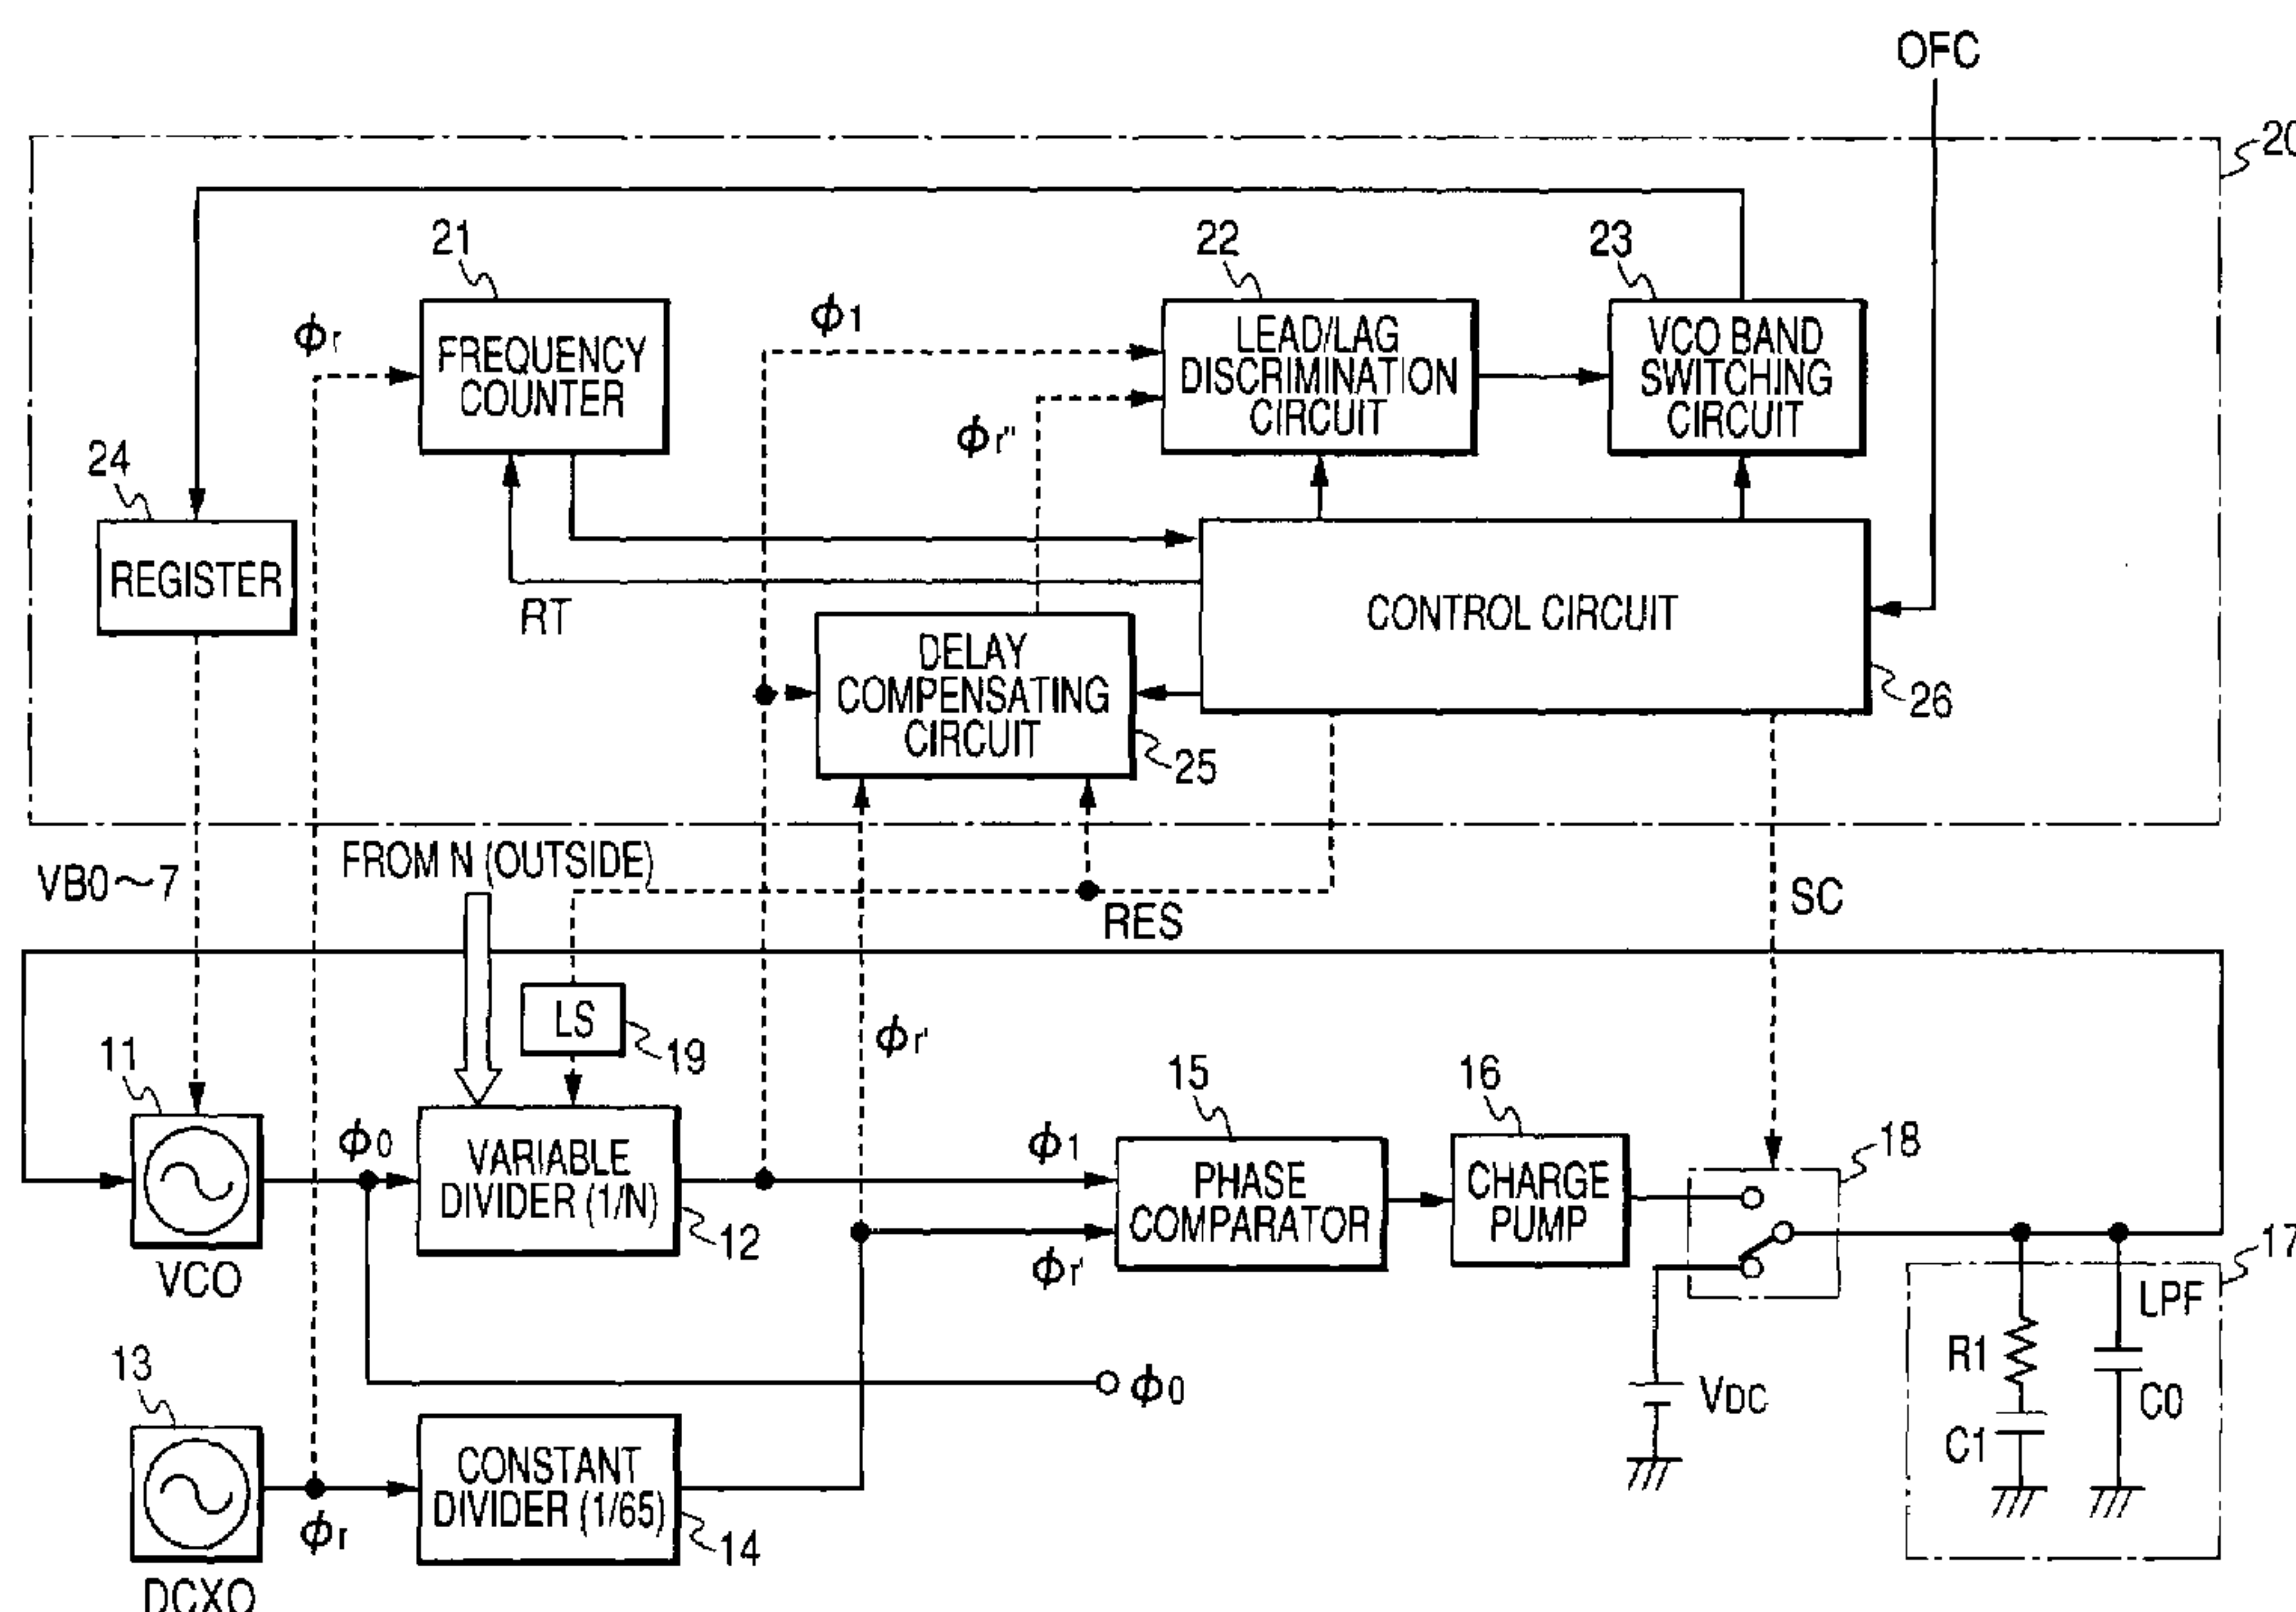 OFC
20
21
22
23
ϕr
FREQUENCY
COUNTER
ϕ1
LEAD/LAG
DISCRIMINATION
CIRCUIT
VCO BAND
SWITCHING
CIRCUIT
ϕr"
24
REGISTER
RT
CONTROL CIRCUIT
DELAY
COMPENSATING
CIRCUIT
26
25
FROM N (OUTSIDE)
VB0~7
RES
SC
LS
19
ϕr'
11
15
16
18
ϕ0
VARIABLE
DIVIDER (1/N)
ϕ1
PHASE
COMPARATOR
CHARGE
PUMP
12
17
VCO
ϕr'
LPF
R1
13
ϕ0
VDC
C0
C1
CONSTANT
DIVIDER (1/65)
ϕr
14
DCXO